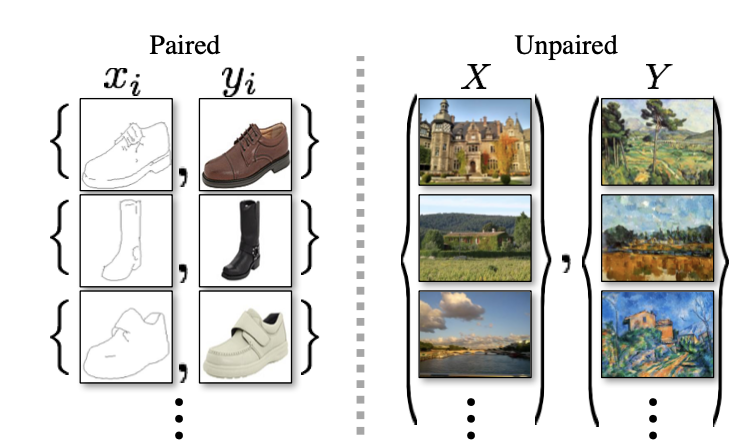 Paired
Unpaired
x_i
y_i
X
Y
{ , }
{ , }
{ , }
{ } , { }
⋮
⋮
⋮